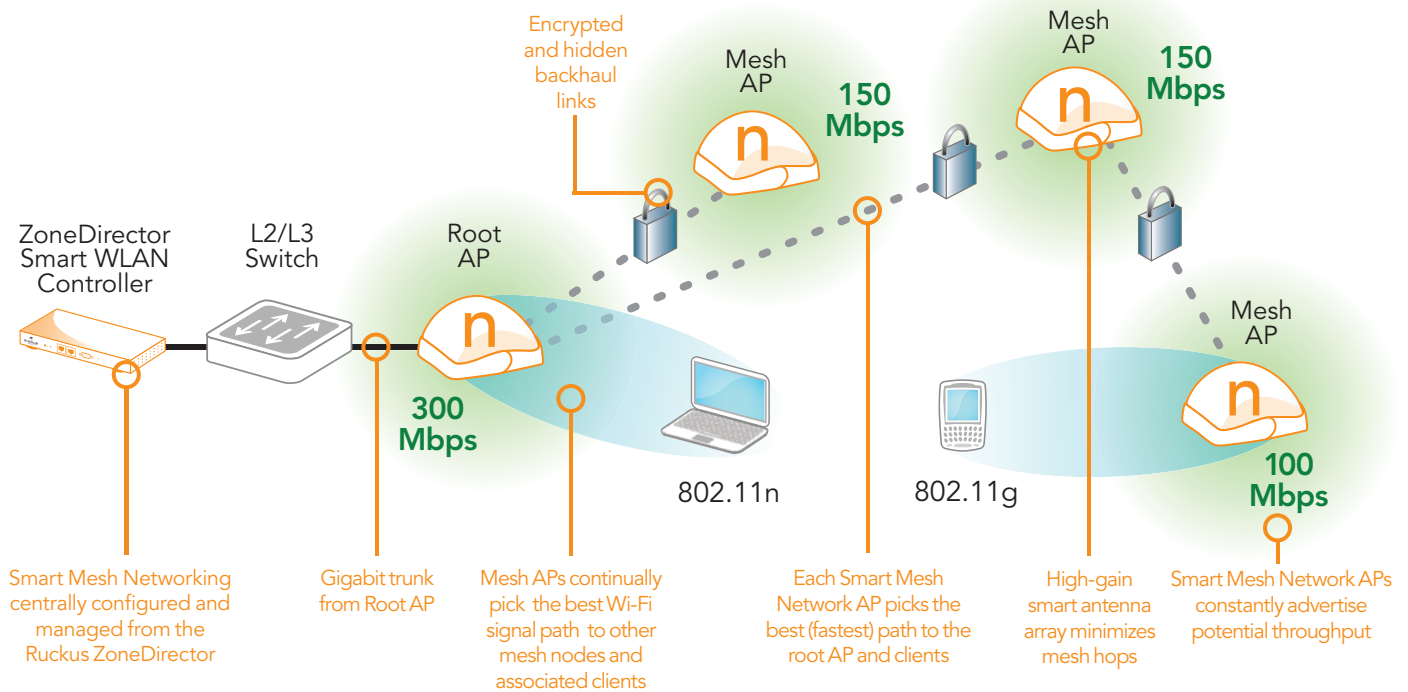 Encrypted
and hidden
backhaul
links
Mesh
AP
150
Mbps
Mesh
AP
150
Mbps
ZoneDirector
Smart WLAN
Controller
L2/L3
Switch
Root
AP
n
n
n
n
300
Mbps
802.11n
802.11g
Mesh
AP
100
Mbps
Smart Mesh Networking
centrally configured and
managed from the
Ruckus ZoneDirector
Gigabit trunk
from Root AP
Mesh APs continually
pick the best Wi-Fi
signal path to other
mesh nodes and
associated clients
Each Smart Mesh
Network AP picks the
best (fastest) path to the
root AP and clients
High-gain
smart antenna
array minimizes
mesh hops
Smart Mesh Network APs
constantly advertise
potential throughput